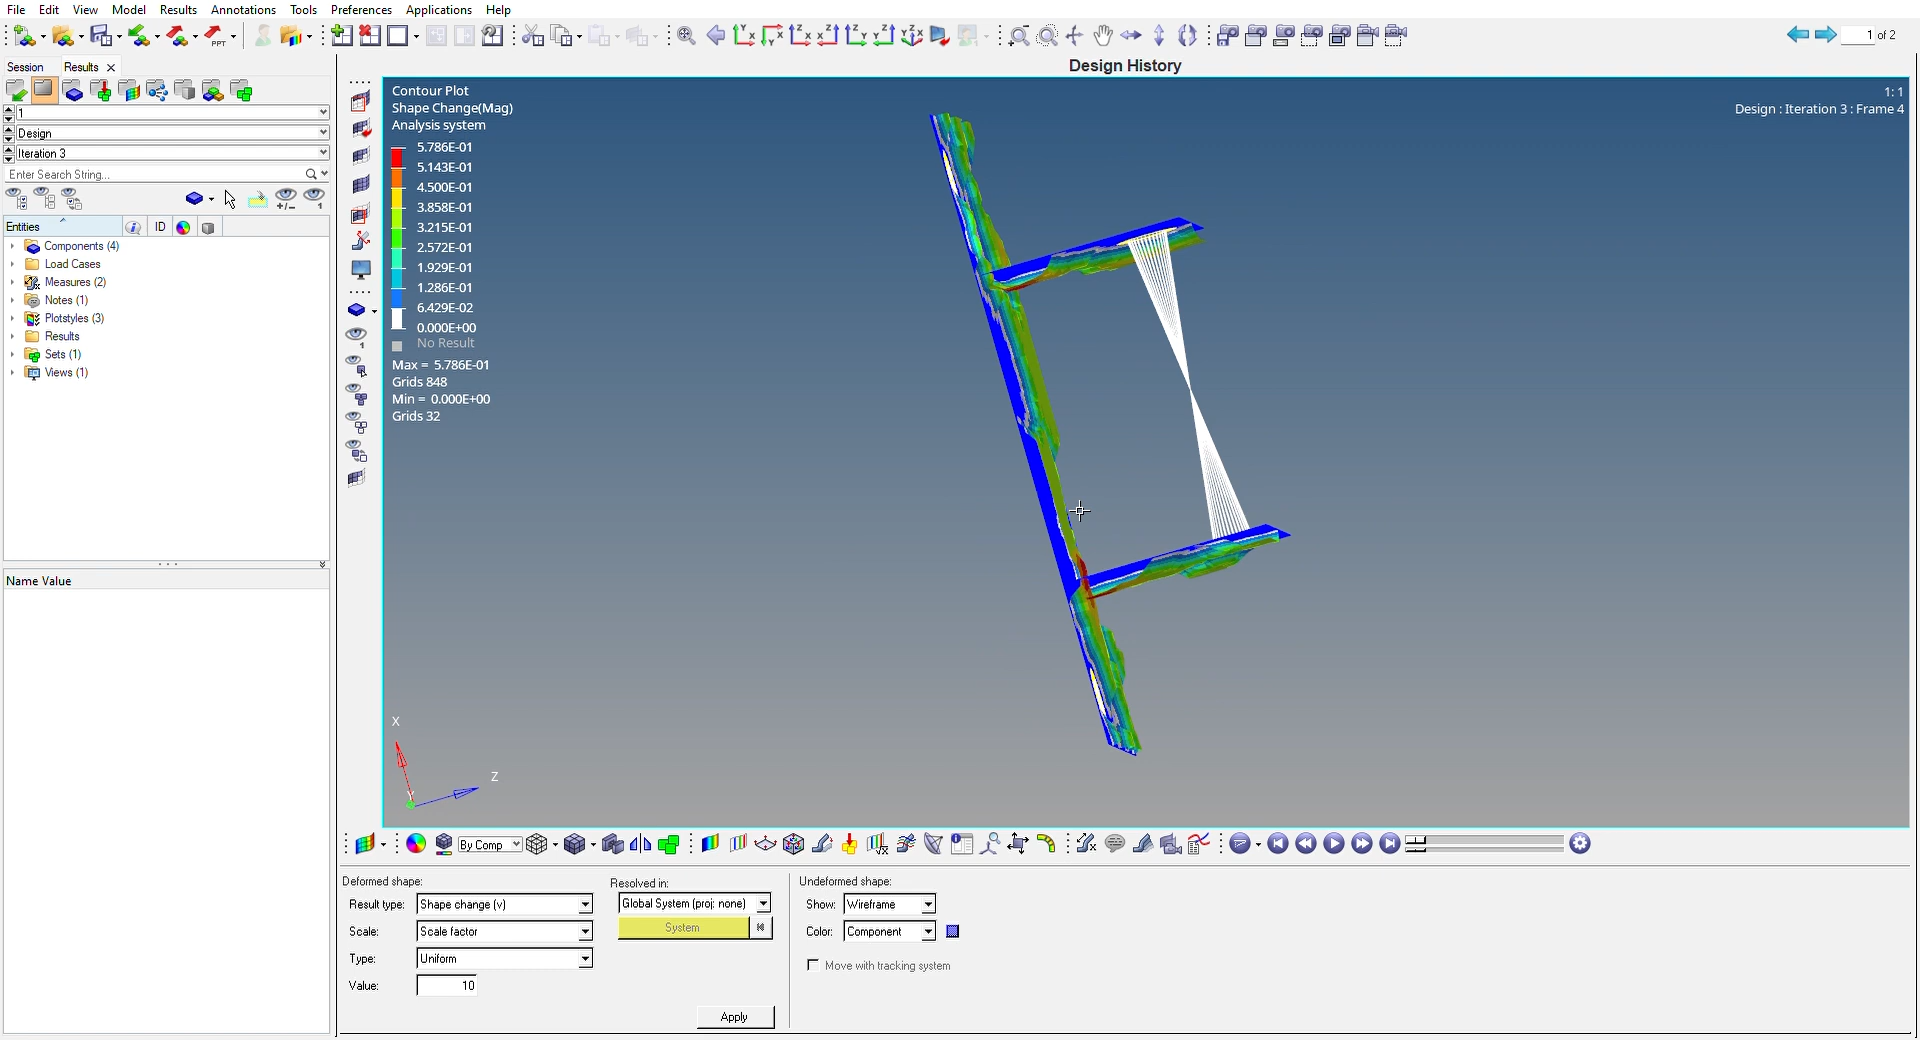 File Edit View Model Results Annotations Tools Preferences Applications Help
PPT
1 of 2
Session Results
Design History
1
Design
Iteration 3
Enter Search String...
Entities ID
Components (4)
Load Cases
Measures (2)
Notes (1)
Plotstyles (3)
Results
Sets (1)
Views (1)
Name Value
Contour Plot
Shape Change(Mag)
Analysis system
5.786E-01
5.143E-01
4.500E-01
3.858E-01
3.215E-01
2.572E-01
1.929E-01
1.286E-01
6.429E-02
0.000E+00
No Result
Max = 5.786E-01
Grids 848
Min = 0.000E+00
Grids 32
1: 1
Design : Iteration 3 : Frame 4
X
Z
Y
By Comp
Deformed shape:
Result type: Shape change (v)
Scale: Scale factor
Type: Uniform
Value: 10
Resolved in:
Global System (proj: none)
System
Apply
Undeformed shape:
Show: Wireframe
Color: Component
Move with tracking system